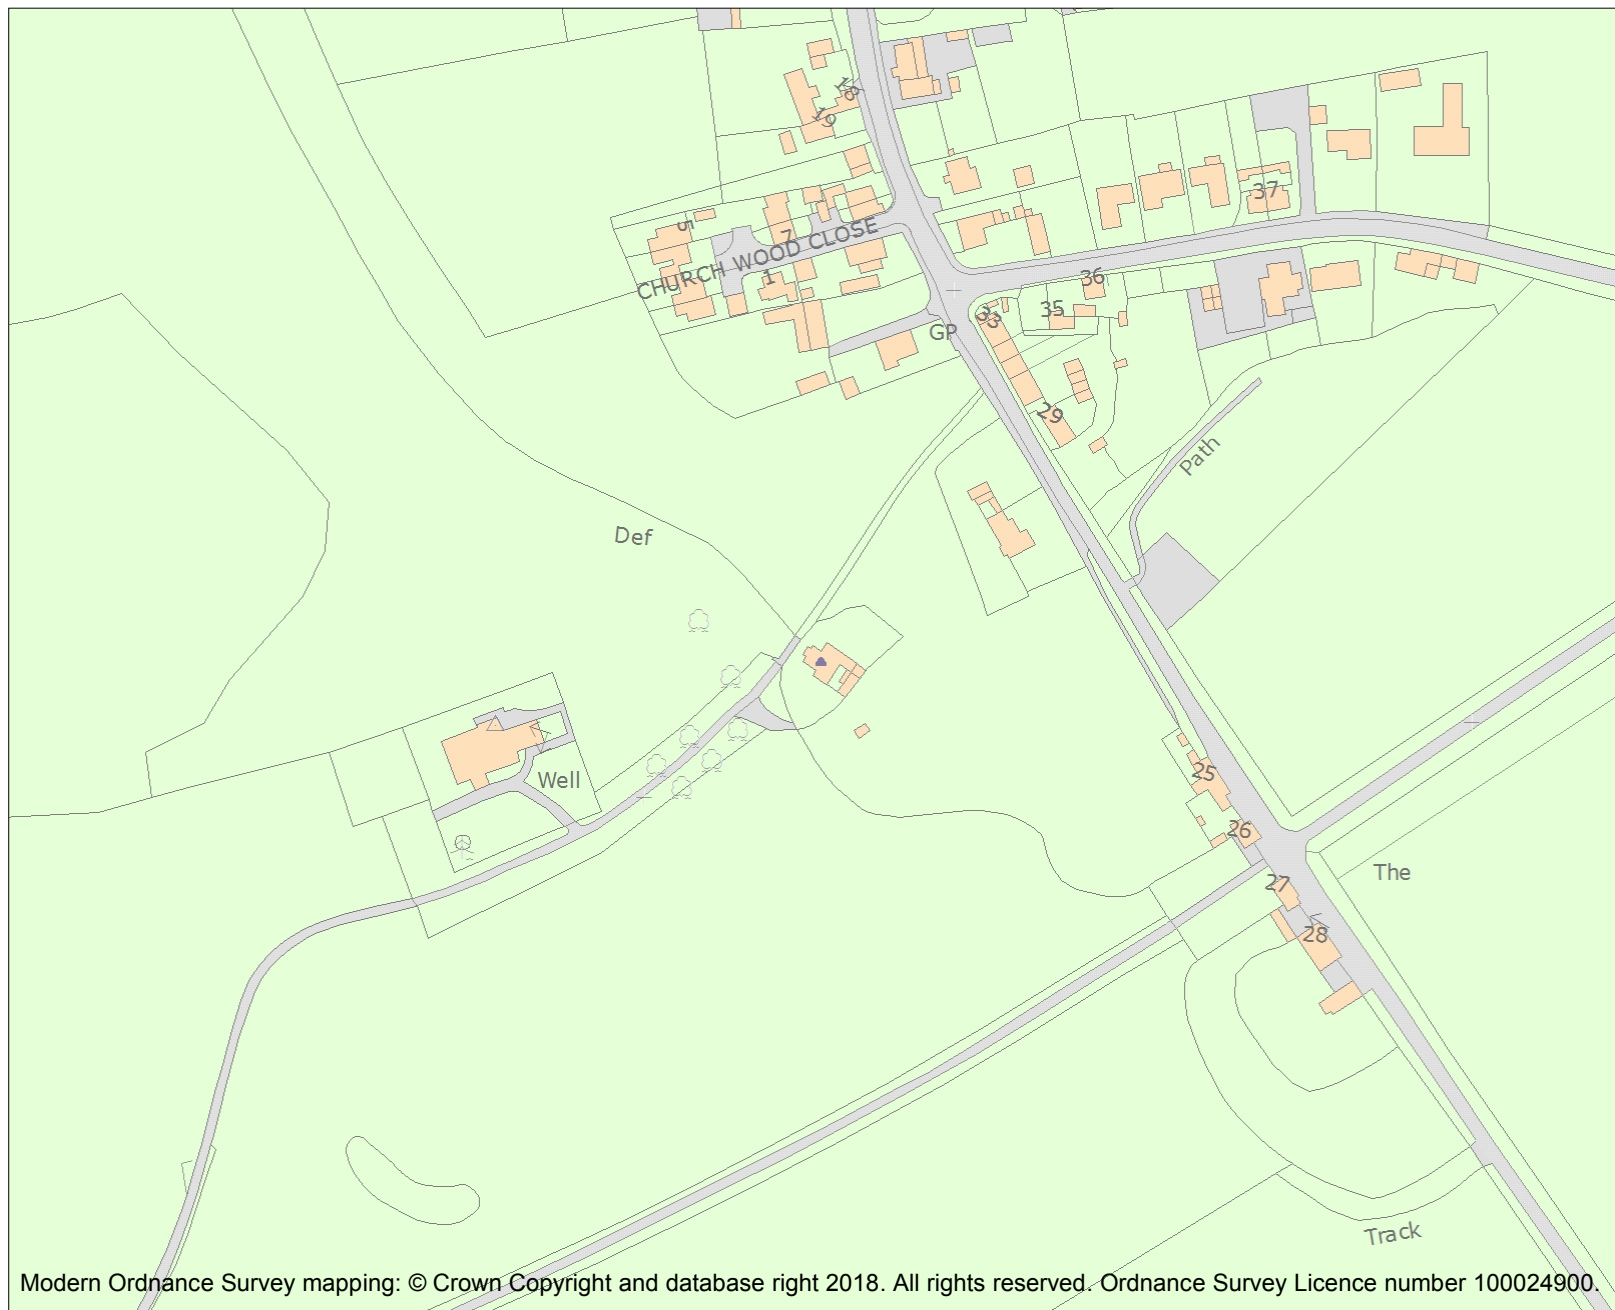 18
19
37
5
7
CHURCH WOOD CLOSE
1
36
35
33
GP
29
Path
Def
Well
25
26
The
27
28
Track
Modern Ordnance Survey mapping: © Crown Copyright and database right 2018. All rights reserved. Ordnance Survey Licence number 100024900.